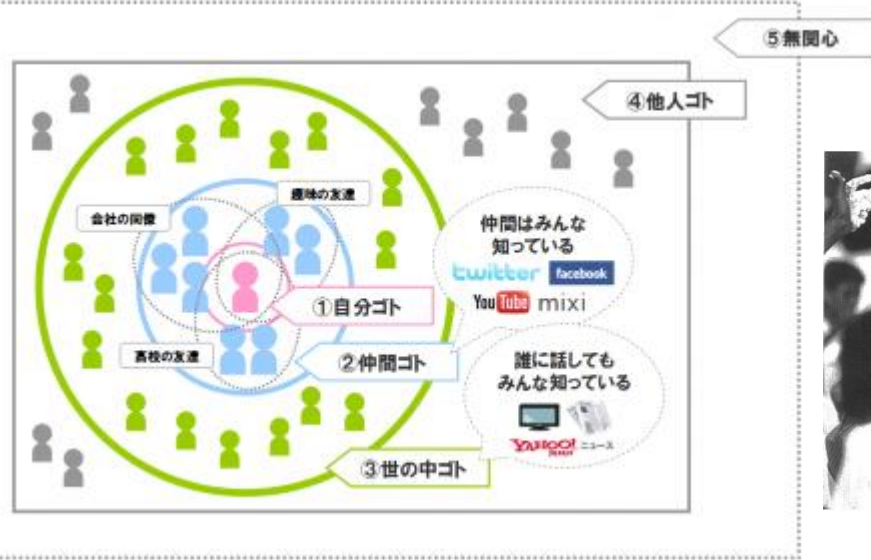 ⑤無関心
④他人ゴト
趣味の友達
会社の同僚
仲間はみんな
知っている
twitter facebook
YouTube mixi
①自分ゴト
②仲間ゴト
高校の友達
誰に話しても
みんな知っている
YAHOO! JAPAN ニュース
③世の中ゴト